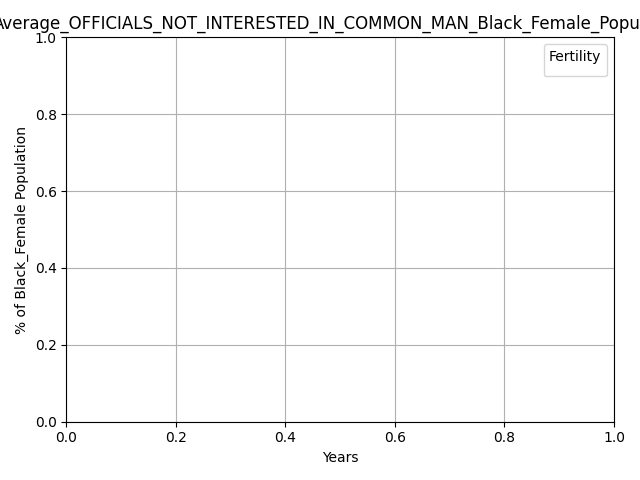 Average_OFFICIALS_NOT_INTERESTED_IN_COMMON_MAN_Black_Female_Popu
Fertility
1.0
0.8
0.6
0.4
0.2
0.0
% of Black_Female Population
0.0 0.2 0.4 0.6 0.8 1.0
Years